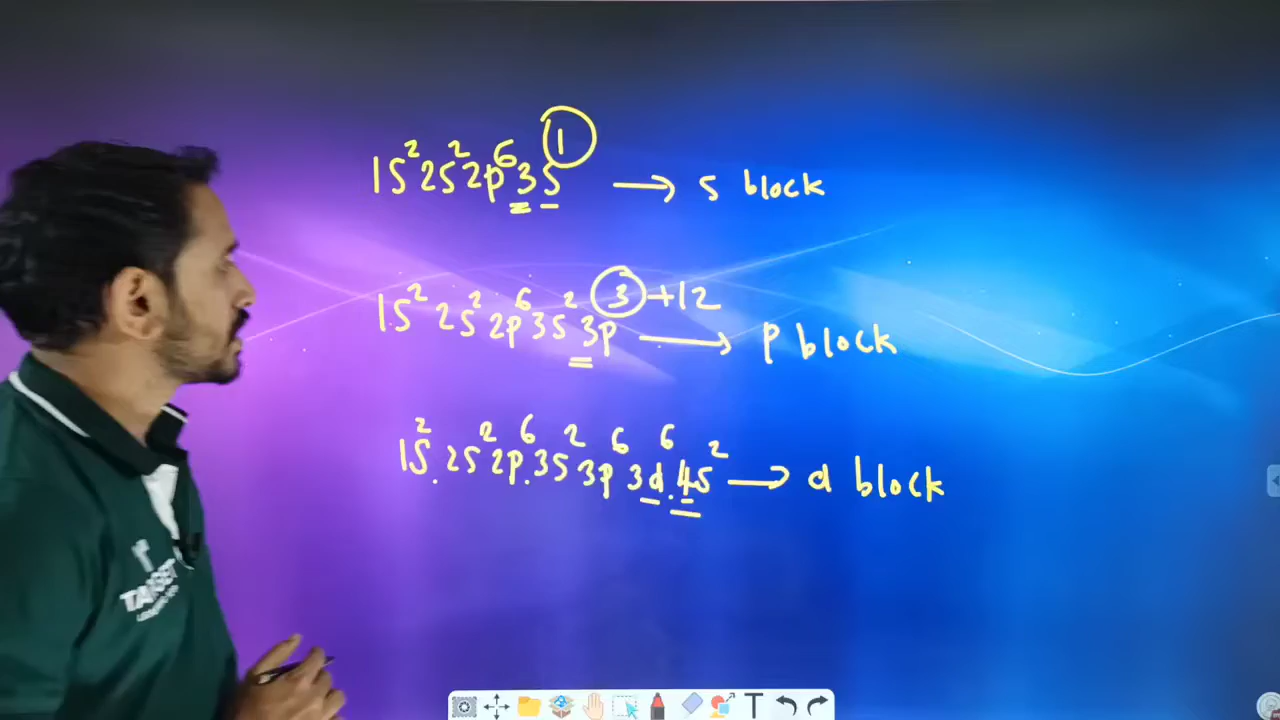 1s² 2s² 2p⁶ 3s¹ → s block
1s² 2s² 2p⁶ 3s² 3p³ +12 → p block
1s² 2s² 2p⁶ 3s² 3p⁶ 3d⁶ 4s² → d block
T